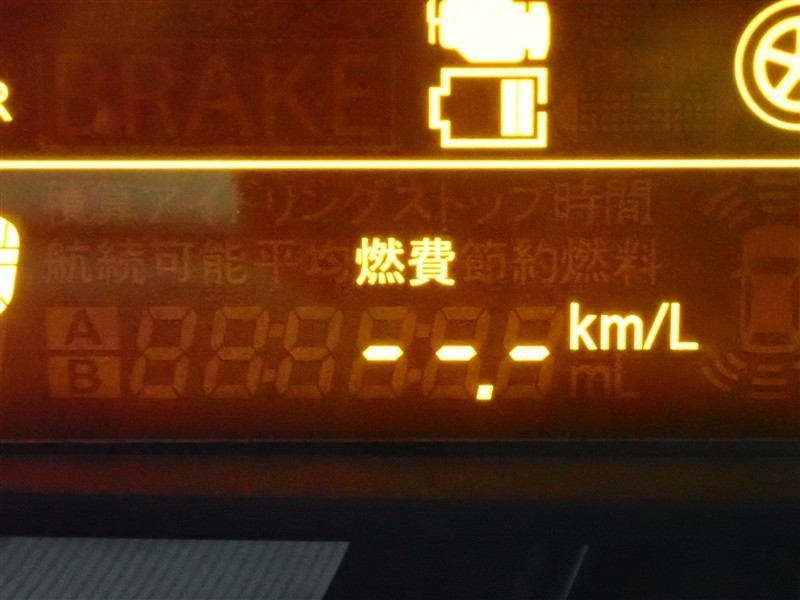 R
BRAKE
積算アイドリングストップ時間
航続可能平均燃費節約燃料
A --.- km/L
B mL